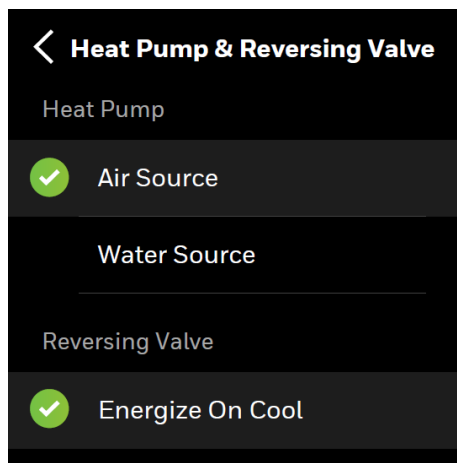 Heat Pump & Reversing Valve
Heat Pump
Air Source
Water Source
Reversing Valve
Energize On Cool